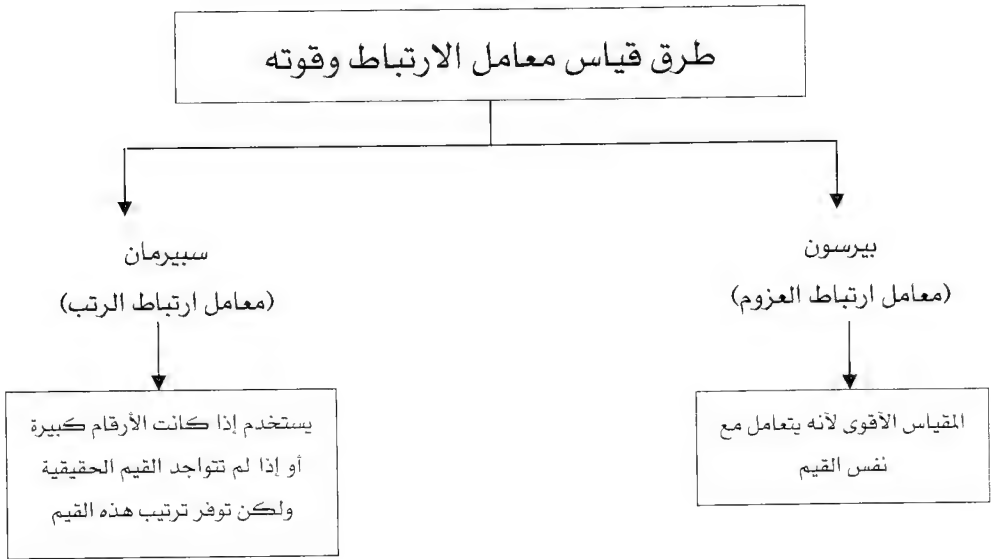 طرق قياس معامل الارتباط وقوته
بيرسون
(معامل ارتباط العزوم)
المقياس الأقوى لأنه يتعامل مع
نفس القيم
سبيرمان
(معامل ارتباط الرتب)
يستخدم إذا كانت الأرقام كبيرة
أو إذا لم تتواجد القيم الحقيقية
ولكن توفر ترتيب هذه القيم